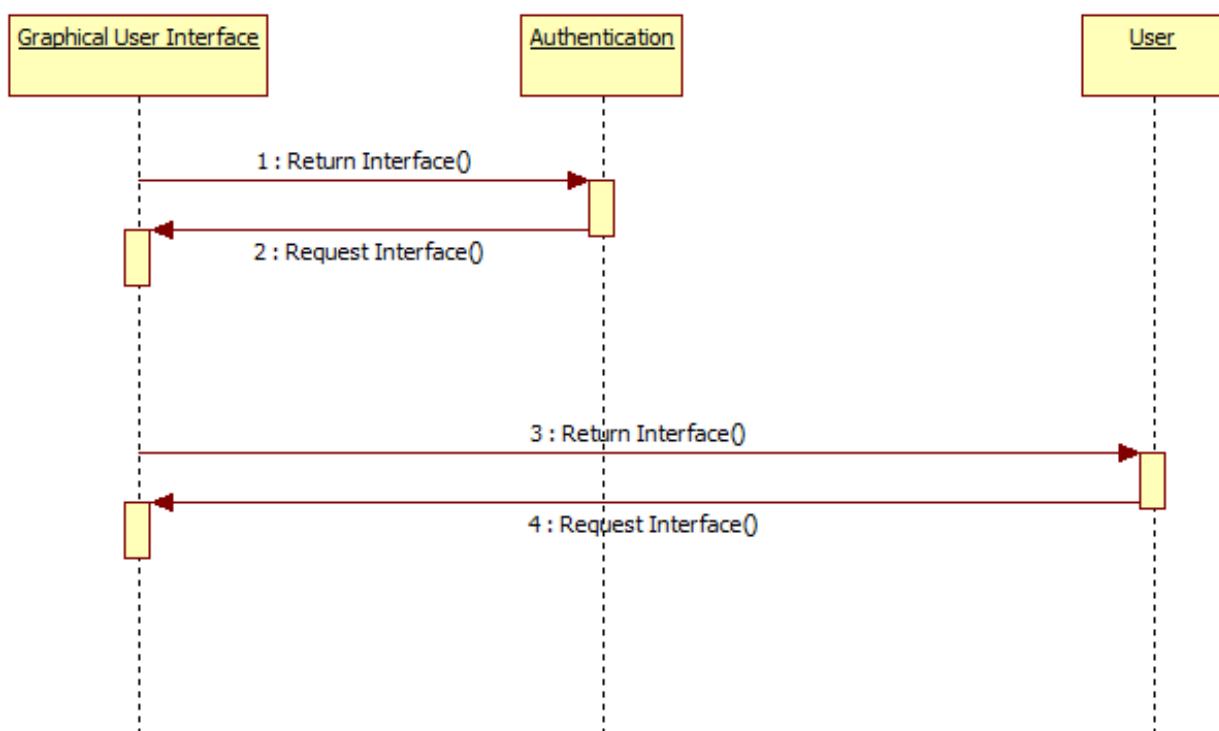 Graphical User Interface
Authentication
User
1 : Return Interface()
2 : Request Interface()
3 : Return Interface()
4 : Request Interface()